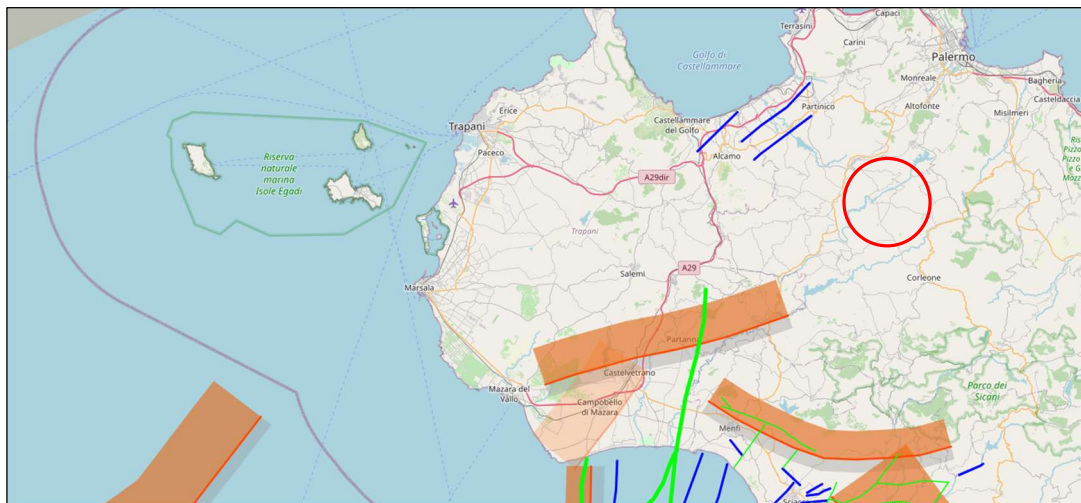 Terrasini
Capaci
Carini
Palermo
Golfo di
Castellammare
Monreale
Bagheria
Casteldaccia
Partinico
Altofonte
Misilmeri
Erice
Trapani
Castellammare
del Golfo
Paceco
Alcamo
Riserva
naturale
marina
Isole Egadi
A29dir
Trapani
Salemi
A29
Corleone
Marsala
Partanna
Castelvetrano
Mazara del
Vallo
Campobello
di Mazara
Parco dei
Sicani
Menfi